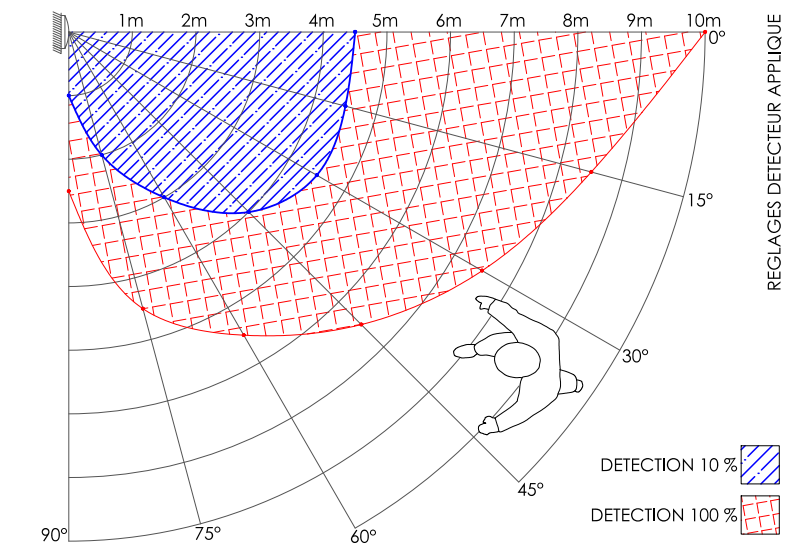 1m 2m 3m 4m 5m 6m 7m 8m 9m 10m
0°
15°
30°
45°
60°
75°
90°
REGLAGES DETECTEUR APPLIQUE
DETECTION 10 %
DETECTION 100 %